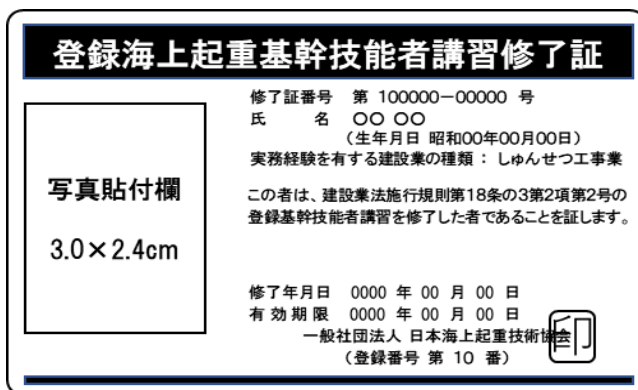 登録海上起重基幹技能者講習修了証
修了証番号 第 100000－00000 号
氏 名 〇〇 〇〇
(生年月日 昭和00年00月00日)
実務経験を有する建設業の種類： しゅんせつ工事業
写真貼付欄
3.0×2.4cm
この者は、建設業法施行規則第18条の3第2項第2号の
登録基幹技能者講習を修了した者であることを証します。
修了年月日 0000 年 00 月 00 日
有効期限 0000 年 00 月 00 日
一般社団法人 日本海上起重技術協会
(登録番号 第 10 番)
印